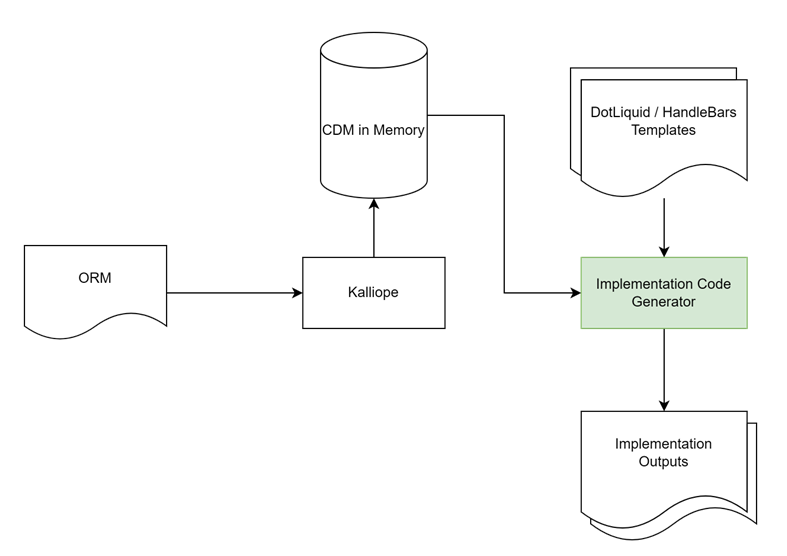 CDM in Memory
DotLiquid / HandleBars
Templates
ORM
Kalliope
Implementation Code
Generator
Implementation
Outputs